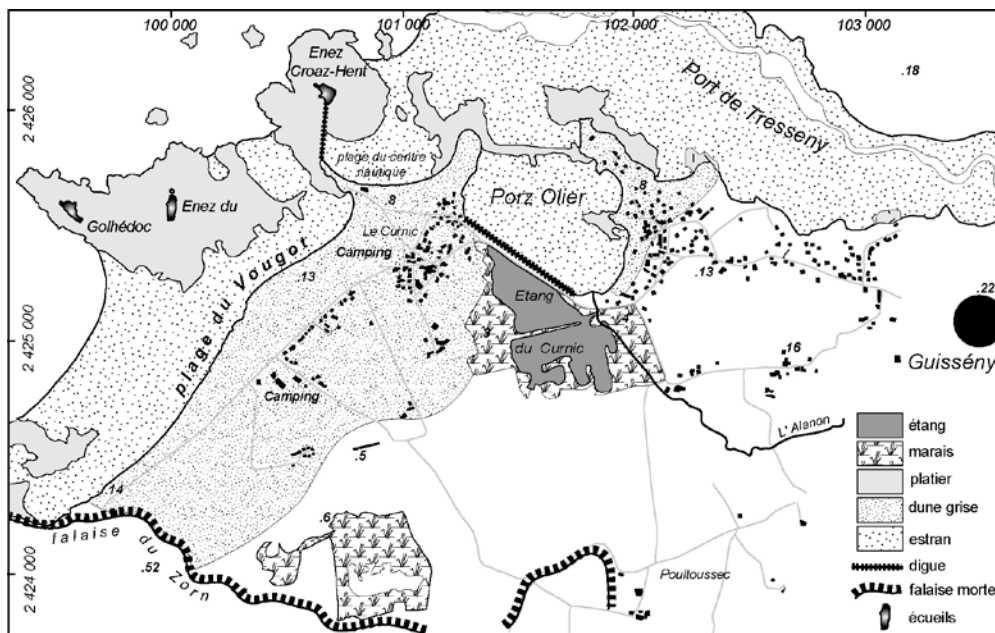 100 000
101 000
102 000
103 000
2 426 000
2 425 000
2 424 000
Enez
Croaz-Hent
.18
Port de Tresseny
plage du centre
nautique
Porz Olier
8
8
Golhédoc
Enez du
Le Curnic
Camping
.13
plage du Vougot
.13
.22
Etang
du Curnic
3
16
Guissény
Camping
L' Alanon
.5
.14
.6
falaise du Zorn
.52
Poultoussec
étang
marais
platier
dune grise
estran
digue
falaise morte
écueils